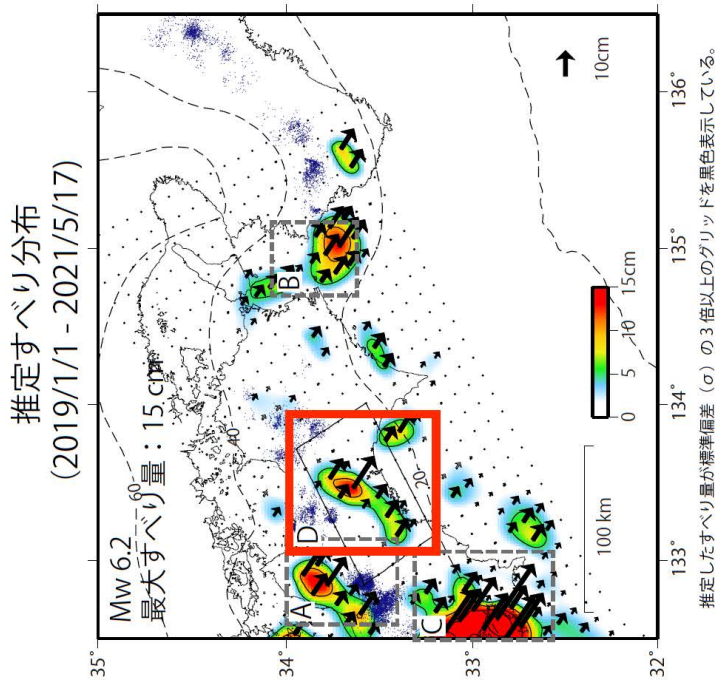 推定すべり分布
(2019/1/1 - 2021/5/17)
Mw 6.2
最大すべり量：15 cm
60
40
20
A
B
C
D
100 km
0 5 10 15cm
10cm
35°
34°
33°
32°
133°
134°
135°
136°
推定したすべり量が標準偏差（σ）の 3 倍以上のグリッドを黒色表示している。